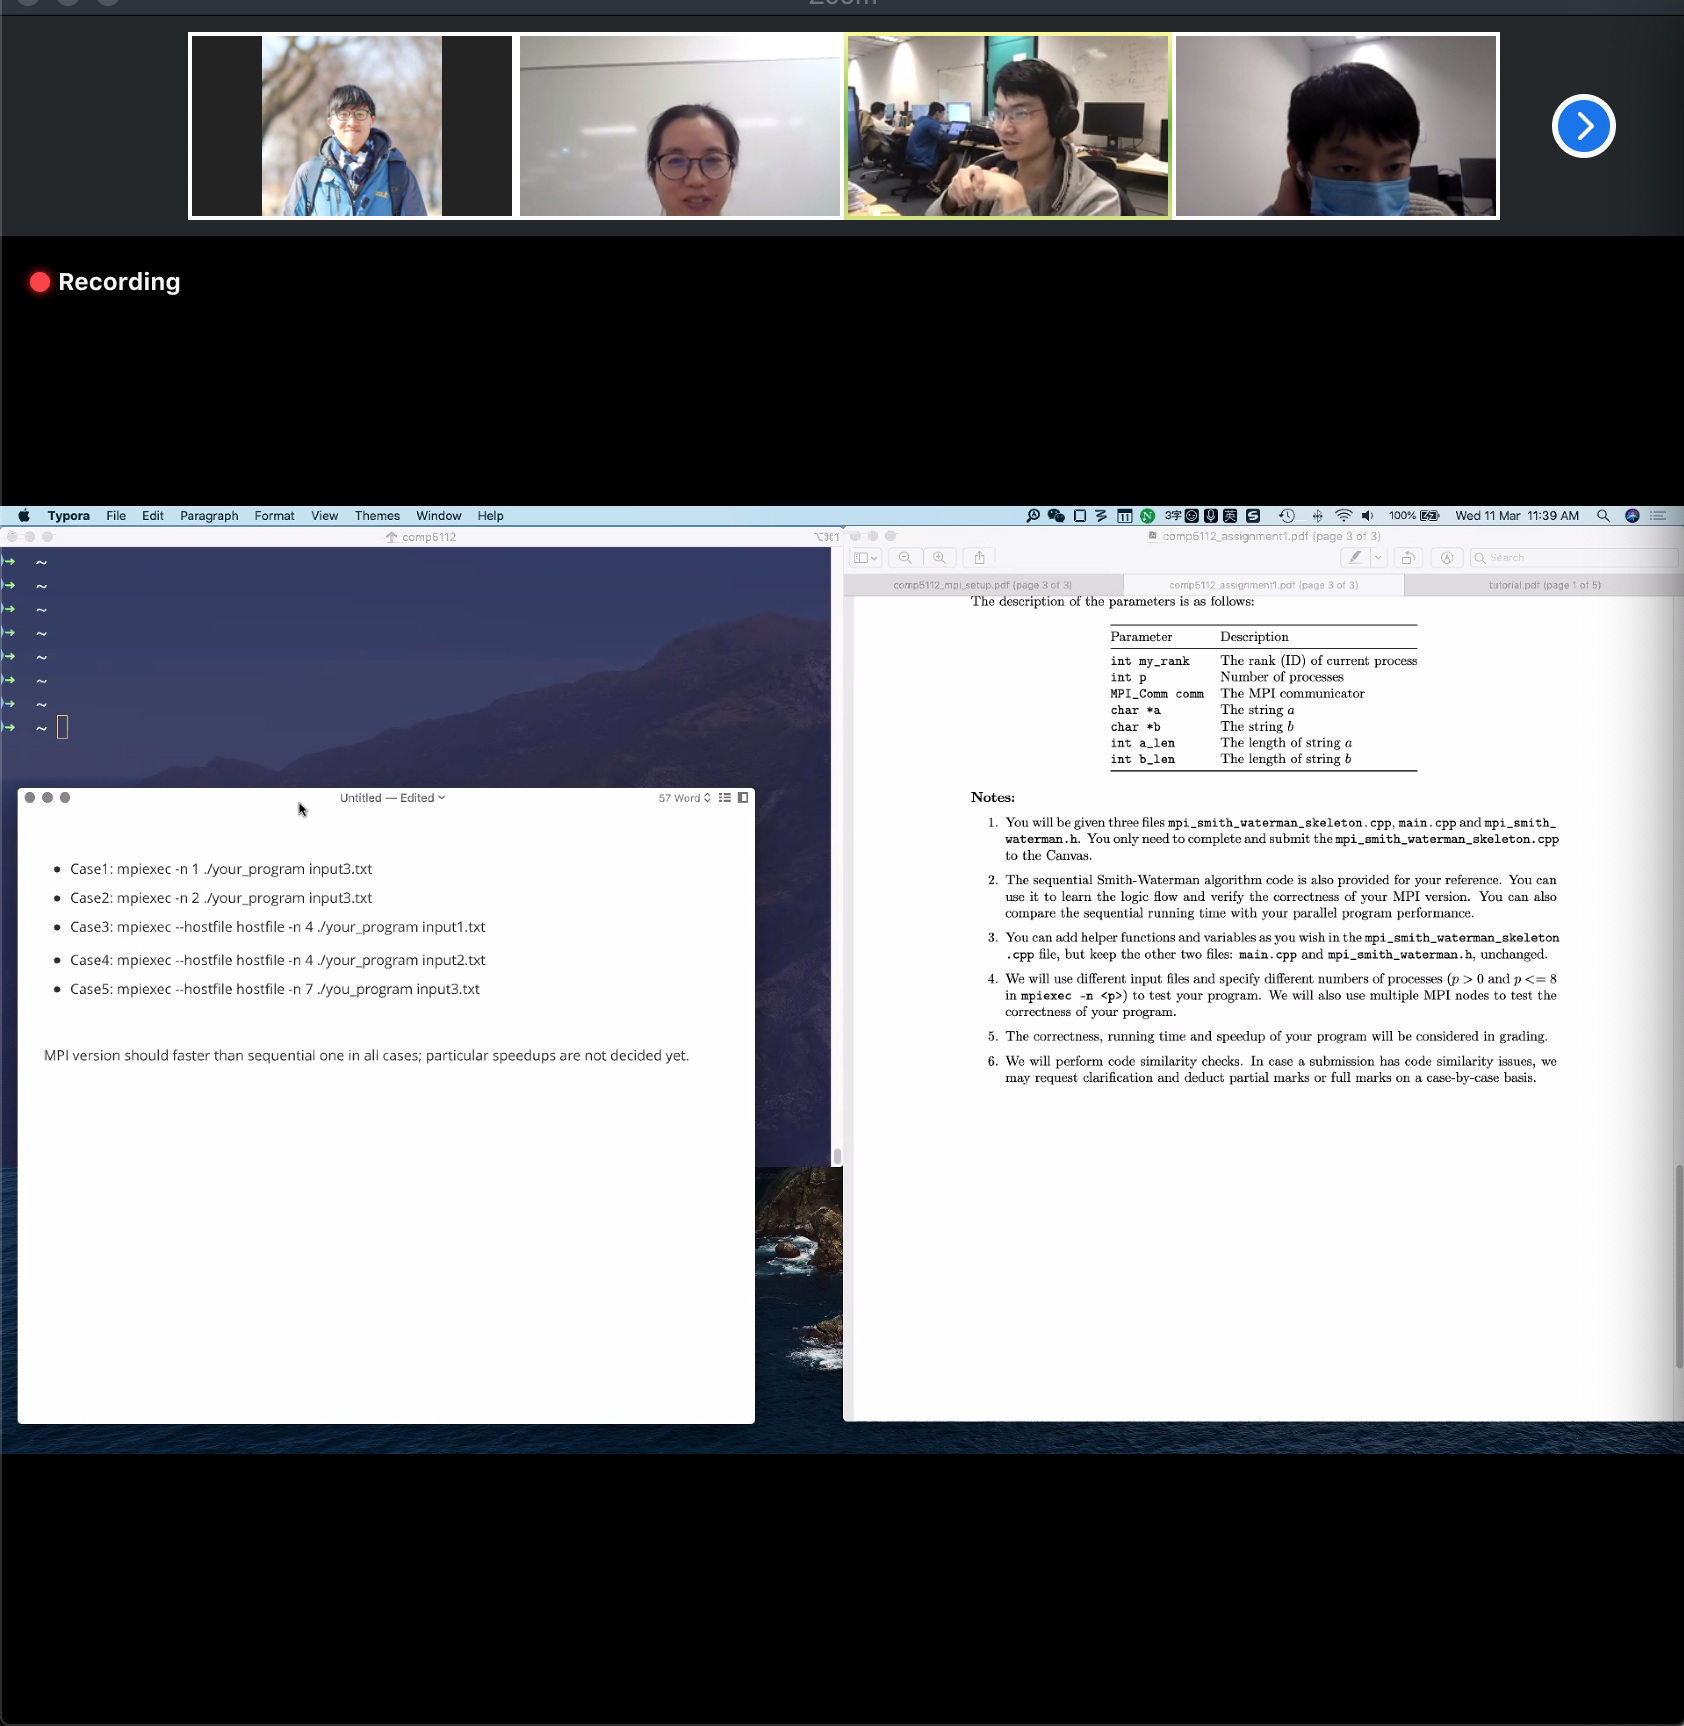 Zoom
Recording
Typora File Edit Paragraph Format View Themes Window Help
3字 英 100% Wed 11 Mar 11:39 AM
comp5112 ⌥⌘1
~
~
~
~
~
~
~
~
Untitled — Edited 57 Word
• Case1: mpiexec -n 1 ./your_program input3.txt
• Case2: mpiexec -n 2 ./your_program input3.txt
• Case3: mpiexec --hostfile hostfile -n 4 ./your_program input1.txt
• Case4: mpiexec --hostfile hostfile -n 4 ./your_program input2.txt
• Case5: mpiexec --hostfile hostfile -n 7 ./you_program input3.txt
MPI version should faster than sequential one in all cases; particular speedups are not decided yet.
comp5112_assignment1.pdf (page 3 of 3)
Search
comp5112_mpi_setup.pdf (page 3 of 3) comp5112_assignment1.pdf (page 3 of 3) tutorial.pdf (page 1 of 5)
The description of the parameters is as follows:
Parameter Description
int my_rank The rank (ID) of current process
int p Number of processes
MPI_Comm comm The MPI communicator
char *a The string a
char *b The string b
int a_len The length of string a
int b_len The length of string b
Notes:
1. You will be given three files mpi_smith_waterman_skeleton.cpp, main.cpp and mpi_smith_
waterman.h. You only need to complete and submit the mpi_smith_waterman_skeleton.cpp
to the Canvas.
2. The sequential Smith-Waterman algorithm code is also provided for your reference. You can
use it to learn the logic flow and verify the correctness of your MPI version. You can also
compare the sequential running time with your parallel program performance.
3. You can add helper functions and variables as you wish in the mpi_smith_waterman_skeleton
.cpp file, but keep the other two files: main.cpp and mpi_smith_waterman.h, unchanged.
4. We will use different input files and specify different numbers of processes (p > 0 and p <= 8
in mpiexec -n <p>) to test your program. We will also use multiple MPI nodes to test the
correctness of your program.
5. The correctness, running time and speedup of your program will be considered in grading.
6. We will perform code similarity checks. In case a submission has code similarity issues, we
may request clarification and deduct partial marks or full marks on a case-by-case basis.